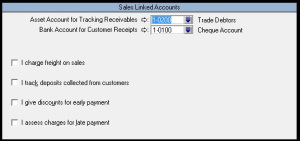 Sales Linked Accounts
Asset Account for Tracking Receivables 1-0200 Trade Debtors
Bank Account for Customer Receipts 1-0100 Cheque Account
I charge freight on sales
I track deposits collected from customers
I give discounts for early payment
I assess charges for late payment